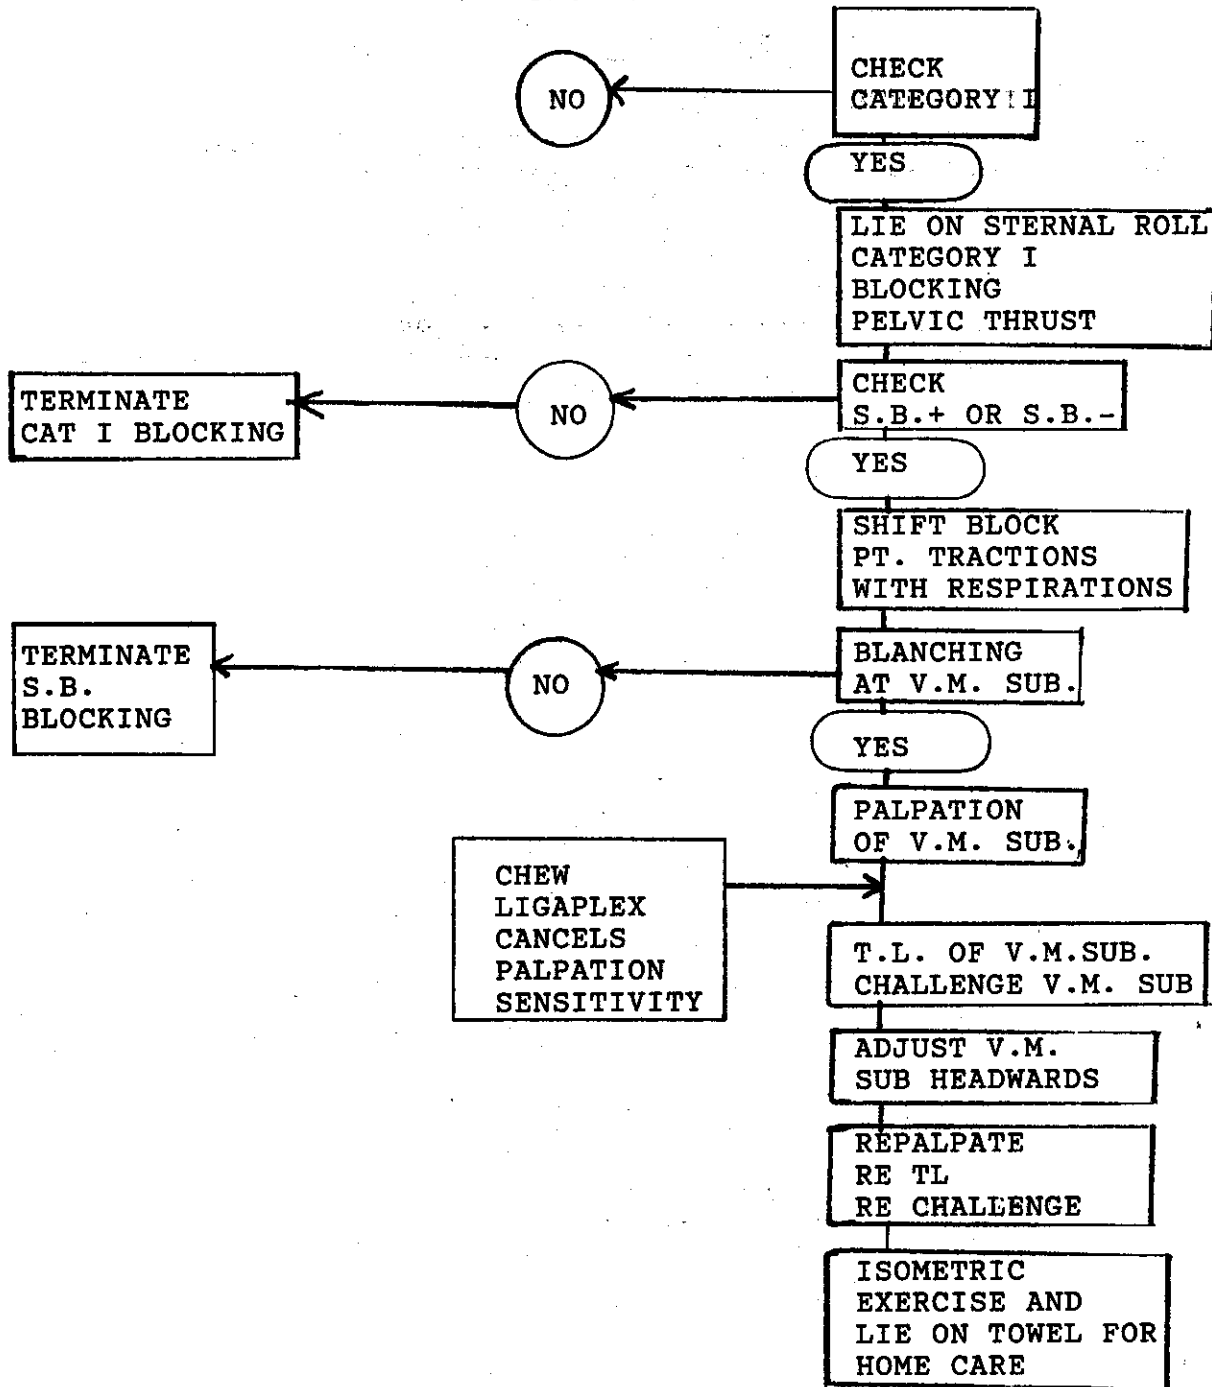 CHECK
CATEGORY I
NO
YES
LIE ON STERNAL ROLL
CATEGORY I
BLOCKING
PELVIC THRUST
CHECK
S.B.+ OR S.B.-
NO
TERMINATE
CAT I BLOCKING
YES
SHIFT BLOCK
PT. TRACTIONS
WITH RESPIRATIONS
BLANCHING
AT V.M. SUB.
NO
TERMINATE
S.B.
BLOCKING
YES
PALPATION
OF V.M. SUB.
CHEW
LIGAPLEX
CANCELS
PALPATION
SENSITIVITY
T.L. OF V.M.SUB.
CHALLENGE V.M. SUB
ADJUST V.M.
SUB HEADWARDS
REPALPATE
RE TL
RE CHALLENGE
ISOMETRIC
EXERCISE AND
LIE ON TOWEL FOR
HOME CARE